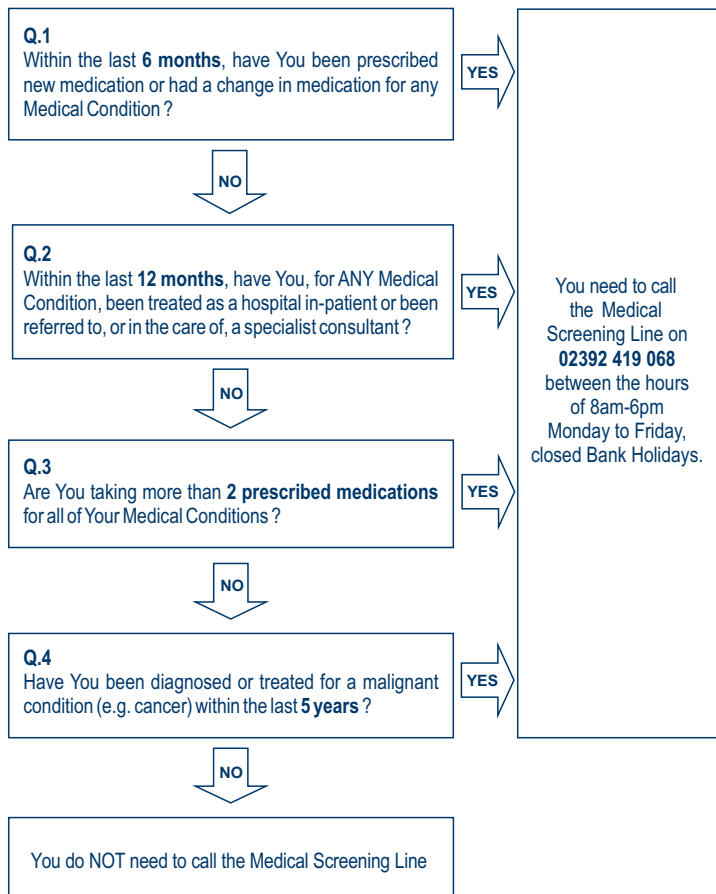 Q.1
Within the last 6 months, have You been prescribed
new medication or had a change in medication for any
Medical Condition ?
YES
NO
Q.2
Within the last 12 months, have You, for ANY Medical
Condition, been treated as a hospital in-patient or been
referred to, or in the care of, a specialist consultant ?
YES
NO
Q.3
Are You taking more than 2 prescribed medications
for all of Your Medical Conditions ?
YES
NO
Q.4
Have You been diagnosed or treated for a malignant
condition (e.g. cancer) within the last 5 years ?
YES
NO
You do NOT need to call the Medical Screening Line
You need to call
the Medical
Screening Line on
02392 419 068
between the hours
of 8am-6pm
Monday to Friday,
closed Bank Holidays.